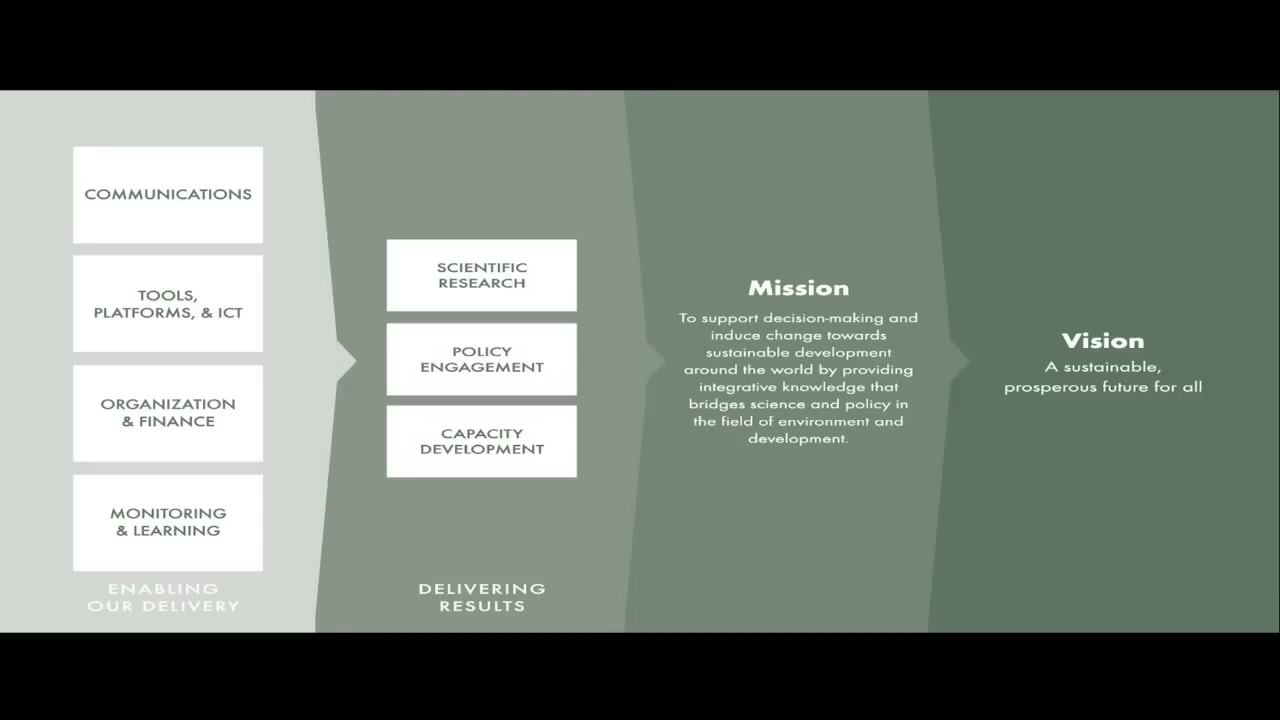 COMMUNICATIONS
TOOLS,
PLATFORMS, & ICT
ORGANIZATION
& FINANCE
MONITORING
& LEARNING
ENABLING
OUR DELIVERY
SCIENTIFIC
RESEARCH
POLICY
ENGAGEMENT
CAPACITY
DEVELOPMENT
DELIVERING
RESULTS
Mission
To support decision-making and
induce change towards
sustainable development
around the world by providing
integrative knowledge that
bridges science and policy in
the field of environment and
development.
Vision
A sustainable,
prosperous future for all